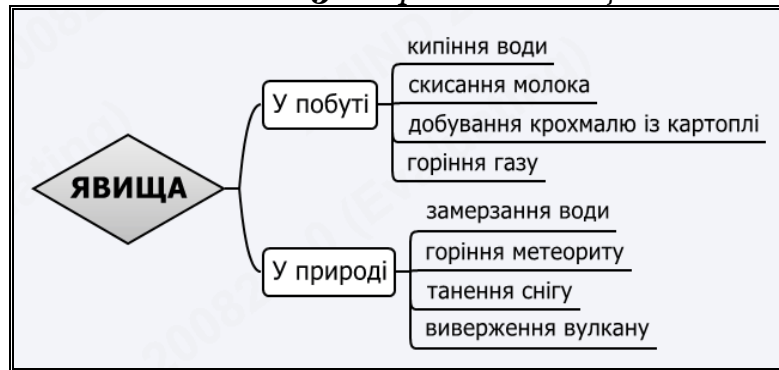 ЯВИЩА
У побуті
кипіння води
скисання молока
добування крохмалю із картоплі
горіння газу
У природі
замерзання води
горіння метеориту
танення снігу
виверження вулкану